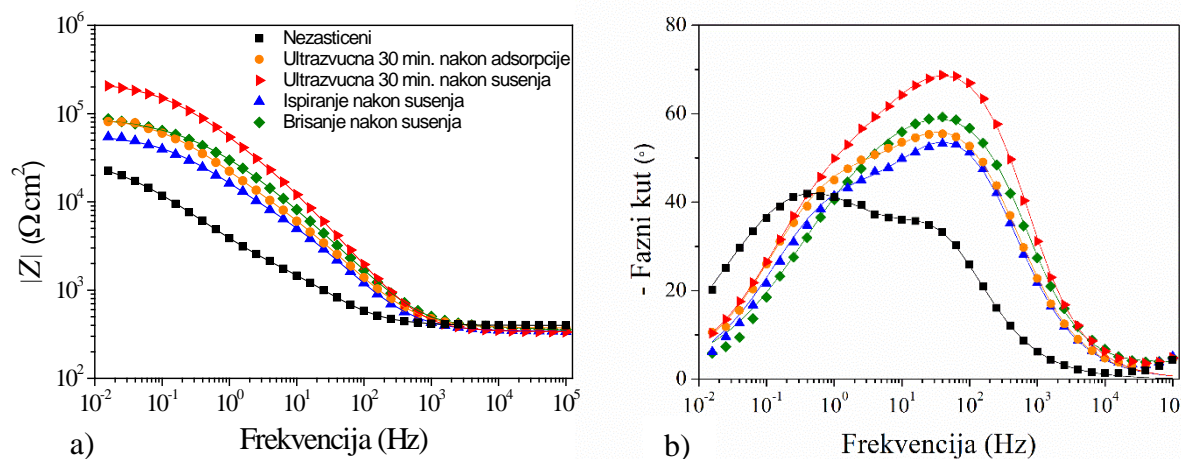 10^6
10^5
10^4
10^3
10^2
|Z| (Ωcm²)
Nezasticeni
Ultrazvucna 30 min. nakon adsorpcije
Ultrazvucna 30 min. nakon susenja
Ispiranje nakon susenja
Brisanje nakon susenja
10^-2 10^-1 10^0 10^1 10^2 10^3 10^4 10^5
a) Frekvencija (Hz)
80
60
40
20
0
- Fazni kut (◦)
10^-2 10^-1 10^0 10^1 10^2 10^3 10^4 10^5
b) Frekvencija (Hz)